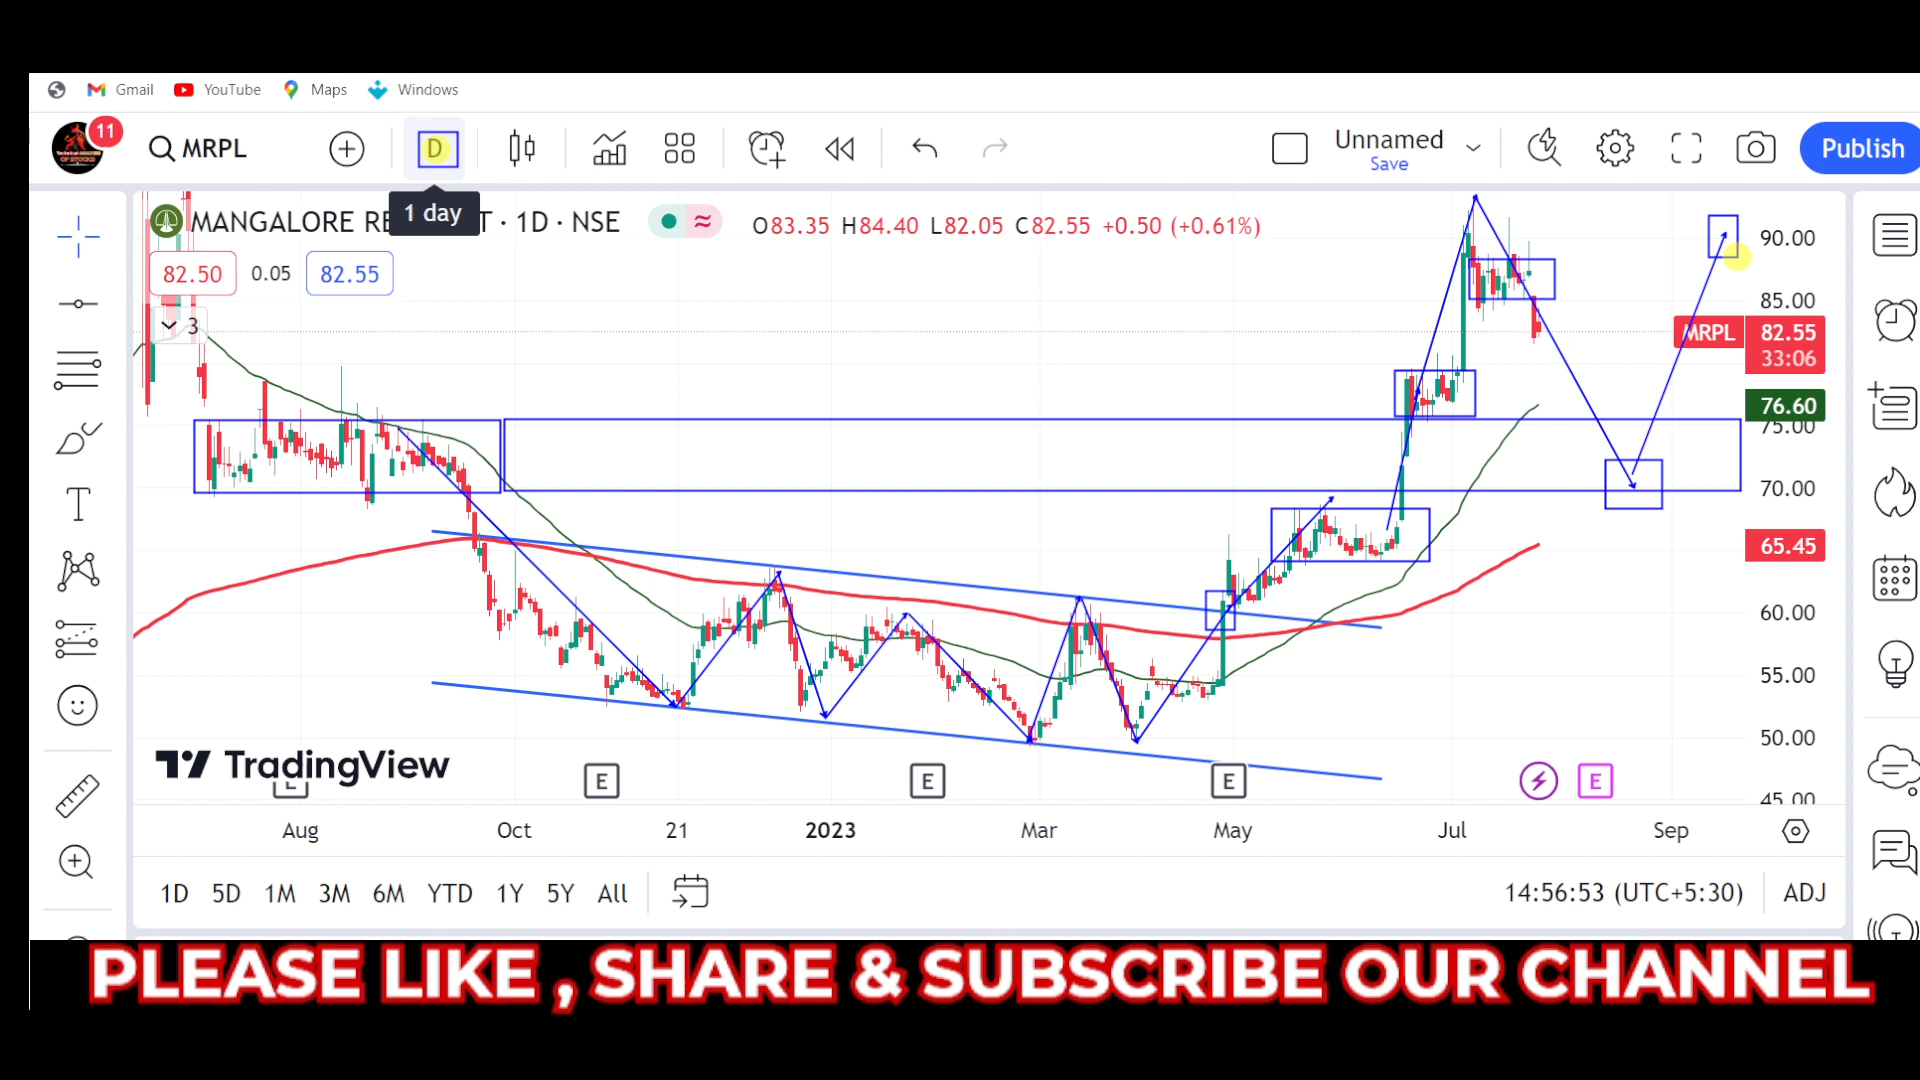 Gmail YouTube Maps Windows
11
MRPL D Unnamed Save Publish
1 day
MANGALORE RE T · 1D · NSE O83.35 H84.40 L82.05 C82.55 +0.50 (+0.61%)
82.50 0.05 82.55
3
90.00
85.00
MRPL 82.55
33:06
76.60
75.00
70.00
65.45
60.00
55.00
50.00
45.00
TradingView
E E E E
Aug Oct 21 2023 Mar May Jul Sep
1D 5D 1M 3M 6M YTD 1Y 5Y All 14:56:53 (UTC+5:30) ADJ
PLEASE LIKE , SHARE & SUBSCRIBE OUR CHANNEL